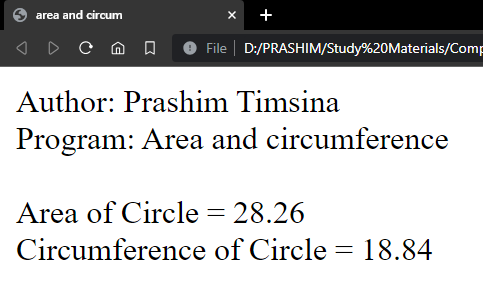 area and circum
File D:/PRASHIM/Study%20Materials/Comp
Author: Prashim Timsina
Program: Area and circumference
Area of Circle = 28.26
Circumference of Circle = 18.84